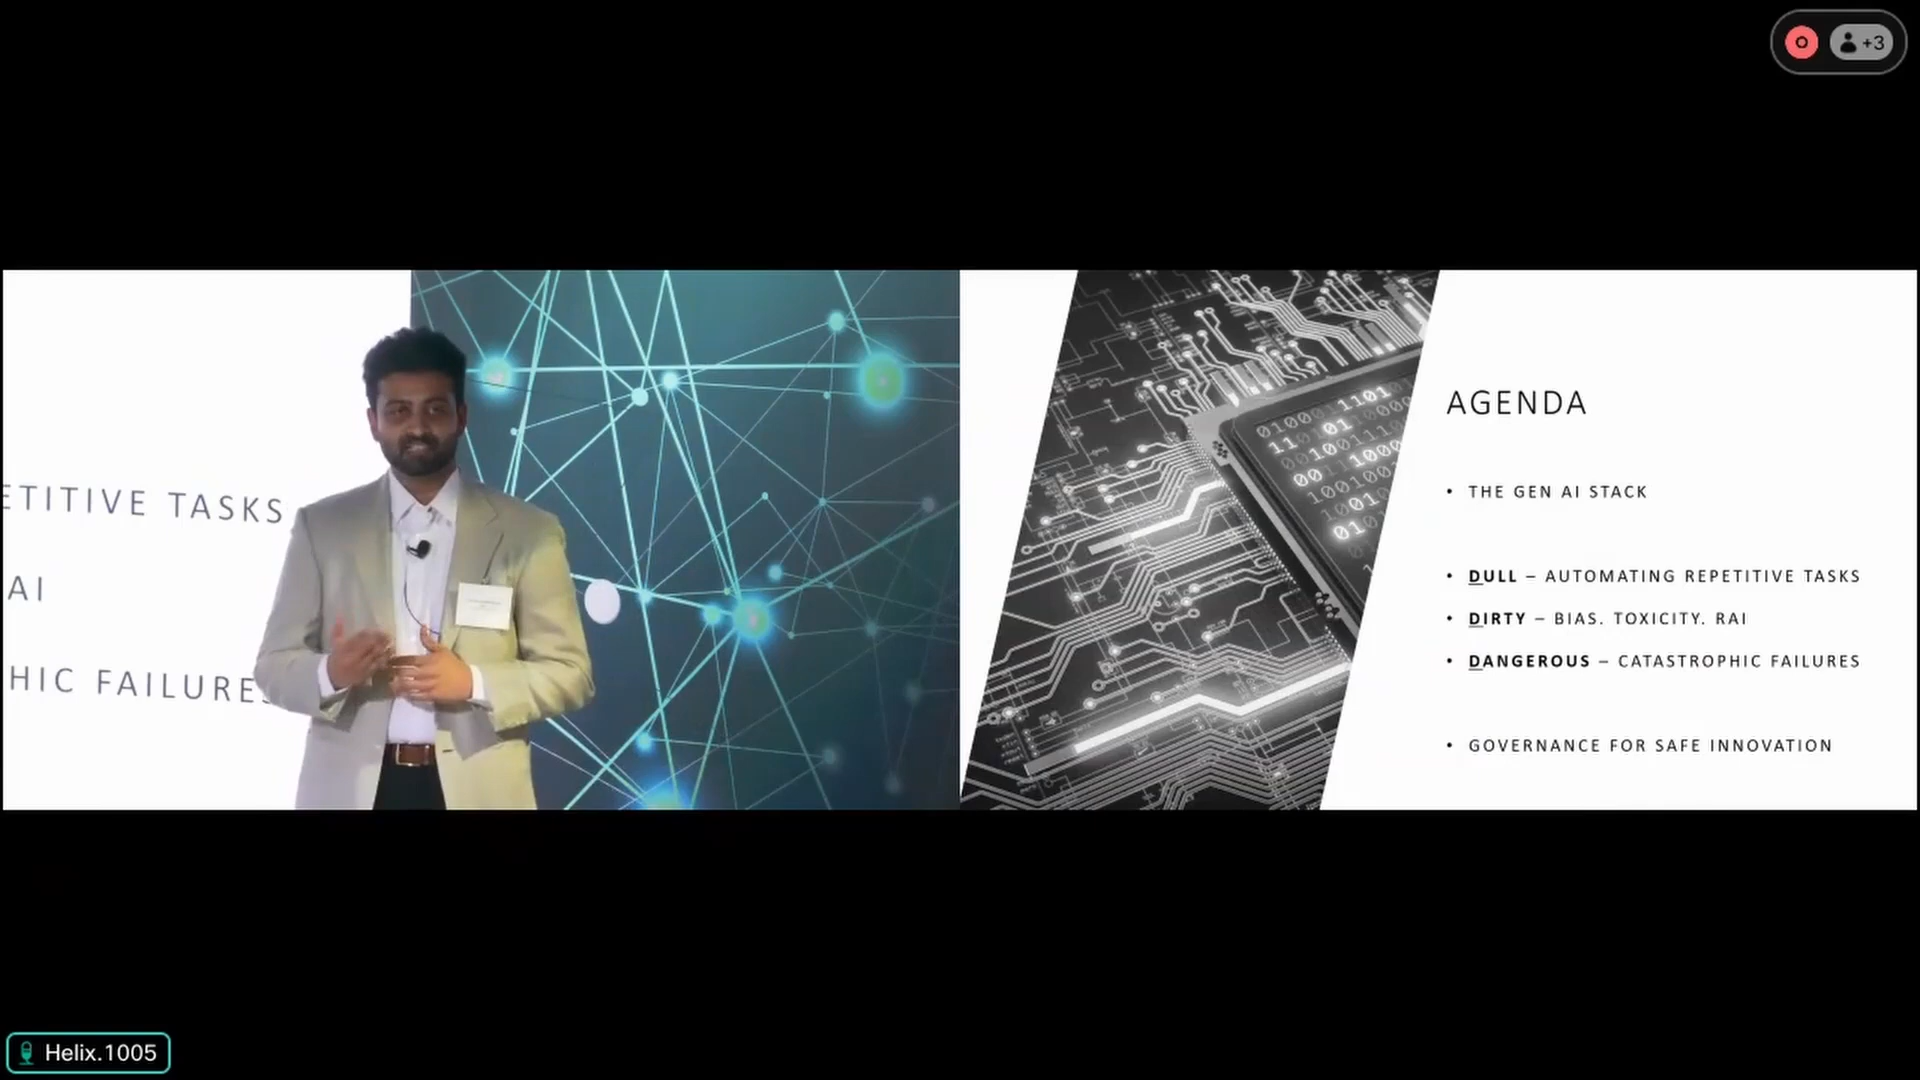 +3
ETITIVE TASKS
AI
HIC FAILURES
AGENDA
• THE GEN AI STACK
• DULL – AUTOMATING REPETITIVE TASKS
• DIRTY – BIAS. TOXICITY. RAI
• DANGEROUS – CATASTROPHIC FAILURES
• GOVERNANCE FOR SAFE INNOVATION
Helix.1005